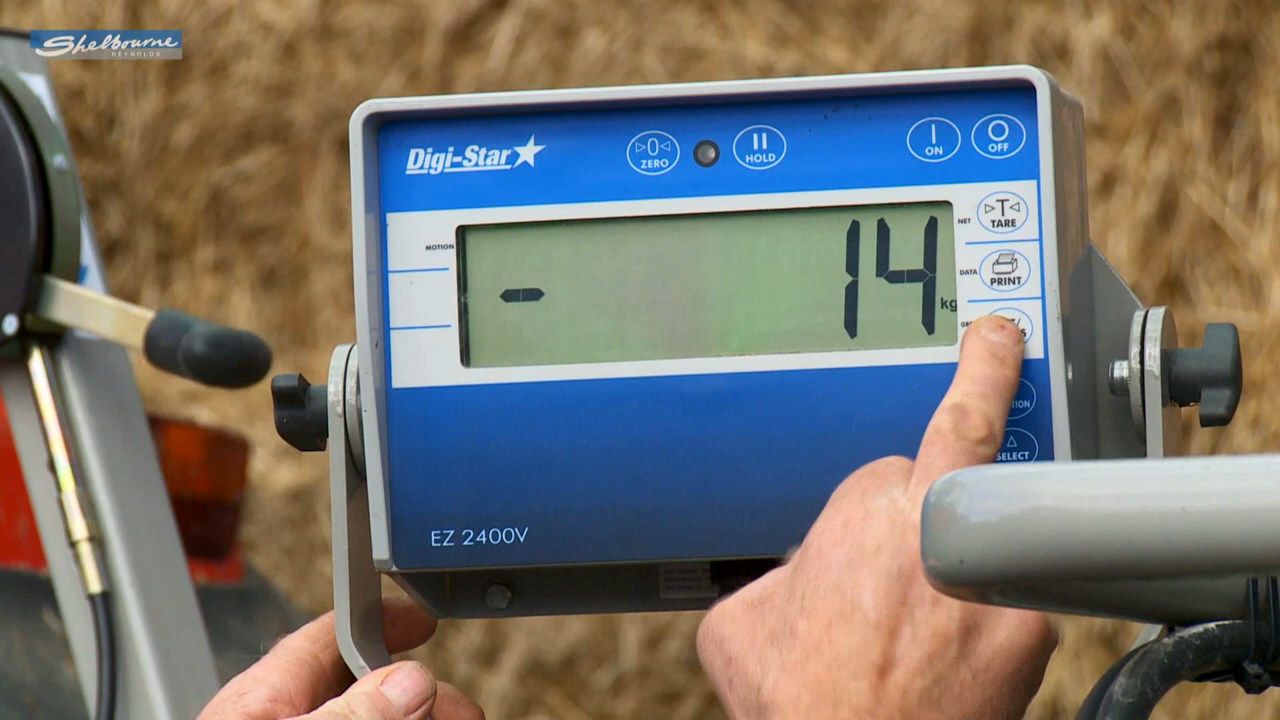 Shelbourne
REYNOLDS
Digi-Star
ZERO
HOLD
ON
OFF
MOTION
NET
T
TARE
DATA
PRINT
- 14
kg
SELECT
EZ 2400V